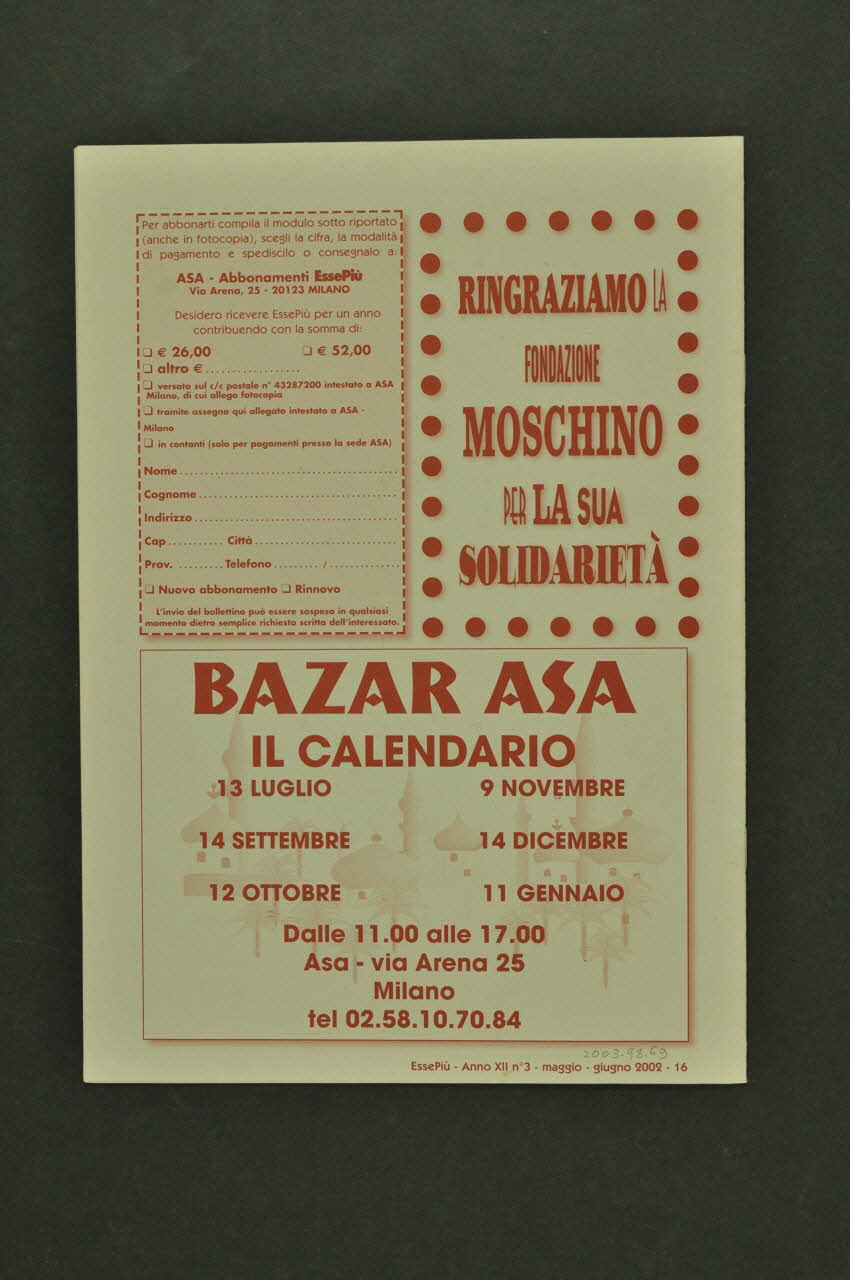 Per abbonarti compila il modulo sotto riportato
(anche in fotocopia), scegli la cifra, la modalità
di pagamento e spediscilo o consegnalo a:
ASA - Abbonamenti EssePiù
Via Arena, 25 - 20123 MILANO
Desidero ricevere EssePiù per un anno
contribuendo con la somma di:
❏ € 26,00 ❏ € 52,00
❏ altro € ..................
❏ versata sul c/c postale n° 43287200 intestato a ASA
Milano, di cui allego fotocopia
❏ tramite assegno qui allegato intestato a ASA -
Milano
❏ in contanti (solo per pagamenti presso la sede ASA)
Nome ..........................................
Cognome ......................................
Indirizzo .......................................
Cap ........... Città ...........................
Prov. ......... Telefono ......... / ..............
❏ Nuovo abbonamento ❏ Rinnovo
L'invio del bollettino può essere sospeso in qualsiasi
momento dietro semplice richiesta scritta dell'interessato.
RINGRAZIAMO LA
FONDAZIONE
MOSCHINO
PER LA SUA
SOLIDARIETÀ
BAZAR ASA
IL CALENDARIO
13 LUGLIO 9 NOVEMBRE
14 SETTEMBRE 14 DICEMBRE
12 OTTOBRE 11 GENNAIO
Dalle 11.00 alle 17.00
Asa - via Arena 25
Milano
tel 02.58.10.70.84
2003.98.69
EssePiù - Anno XII n°3 - maggio - giugno 2002 - 16